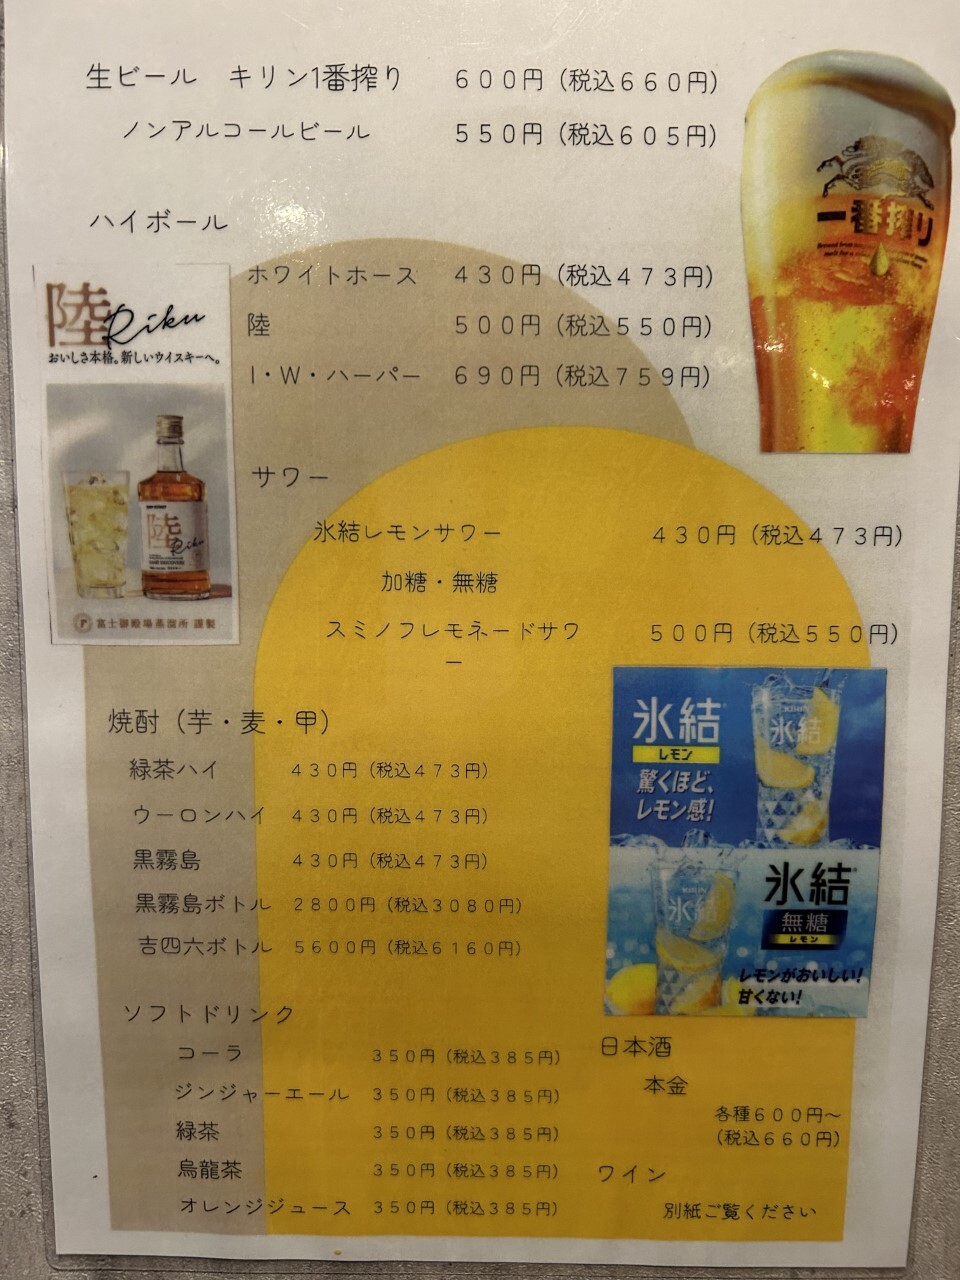 生ビール　キリン1番搾り　６００円（税込６６０円）
ノンアルコールビール　５５０円（税込６０５円）
ハイボール
ホワイトホース　４３０円（税込４７３円）
陸　５００円（税込５５０円）
I・W・ハーパー　６９０円（税込７５９円）
陸 Riku
おいしさ本格。新しいウイスキーへ。
陸
Riku
富士御殿場蒸溜所 謹製
一番搾り
サワー
氷結レモンサワー　４３０円（税込４７３円）
加糖・無糖
スミノフレモネードサワ　５００円（税込５５０円）
ー
焼酎（芋・麦・甲）
緑茶ハイ　４３０円（税込４７３円）
ウーロンハイ　４３０円（税込４７３円）
黒霧島　４３０円（税込４７３円）
黒霧島ボトル　２８００円（税込３０８０円）
吉四六ボトル　５６００円（税込６１６０円）
氷結
レモン
驚くほど、
レモン感！
KIRIN
氷結
氷結
無糖
レモン
レモンがおいしい！
甘くない！
KIRIN
氷結
ソフトドリンク
コーラ　３５０円（税込３８５円）
ジンジャーエール　３５０円（税込３８５円）
緑茶　３５０円（税込３８５円）
烏龍茶　３５０円（税込３８５円）
オレンジジュース　３５０円（税込３８５円）
日本酒
本金
各種６００円～
（税込６６０円）
ワイン
別紙ご覧ください